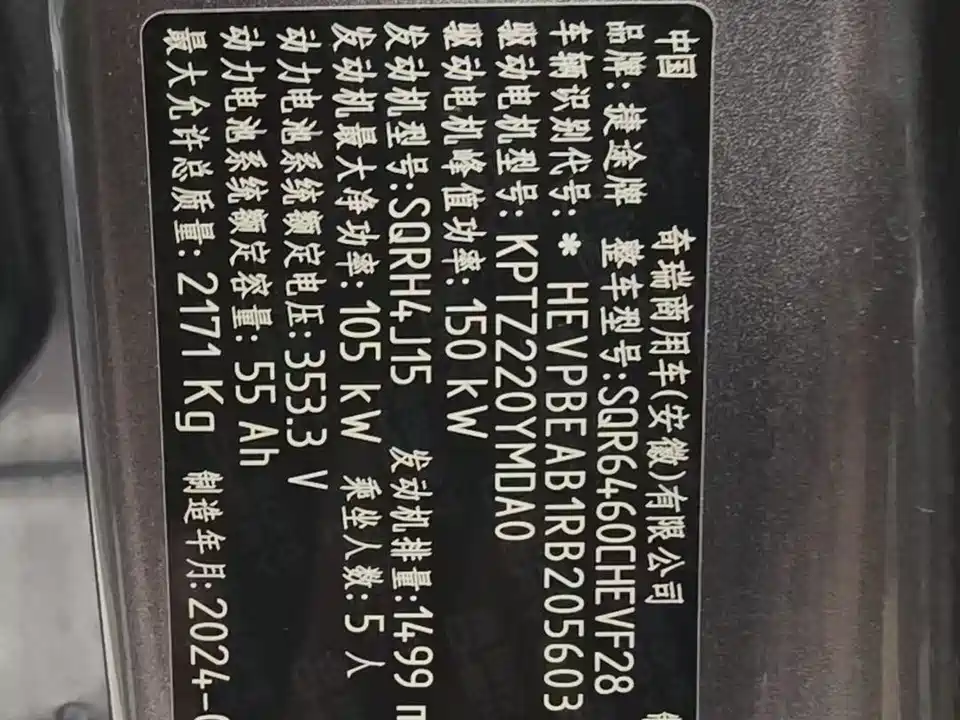 中国 奇瑞商用车(安徽)有限公司
品牌: 捷途牌 整车型号:SQR6460CHEVF28
车辆识别代号: * HEVPBEAB1RB205603
驱动电机型号: KPTZ220YMDA0
驱动电机峰值功率: 150 kW
发动机型号:SQRH4J15 发动机排量:1499
发动机最大净功率: 105 kW 乘坐人数: 5 人
动力电池系统额定电压: 353.3 V
动力电池系统额定容量: 55 Ah
最大允许总质量: 2171 Kg 制造年月:2024-